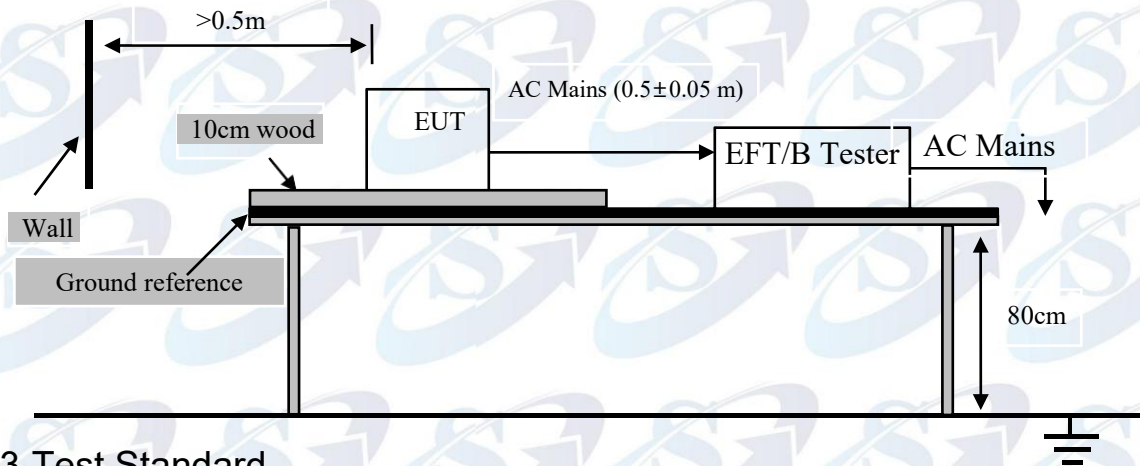 >0.5m
AC Mains (0.5±0.05 m)
10cm wood
EUT
EFT/B Tester
AC Mains
Wall
Ground reference
80cm
3 Test Standard